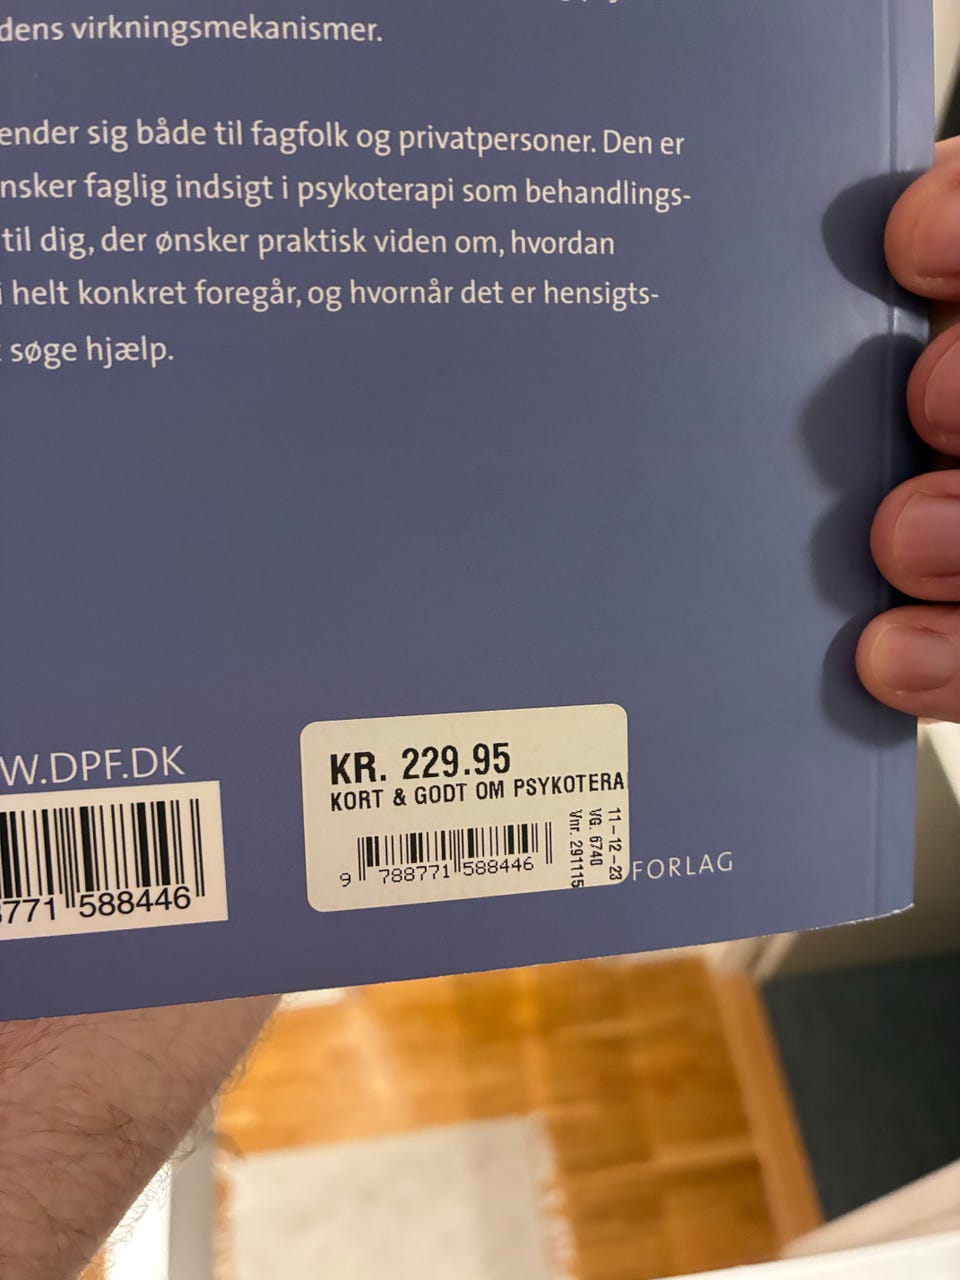 dens virkningsmekanismer.
ender sig både til fagfolk og privatpersoner. Den er
nsker faglig indsigt i psykoterapi som behandlings-
til dig, der ønsker praktisk viden om, hvordan
i helt konkret foregår, og hvornår det er hensigts-
søge hjælp.
W.DPF.DK
8771 588446
KR. 229.95
KORT & GODT OM PSYKOTERA
9 788771 588446
Vnr. 291115
VG. 6740
11-12-23
FORLAG